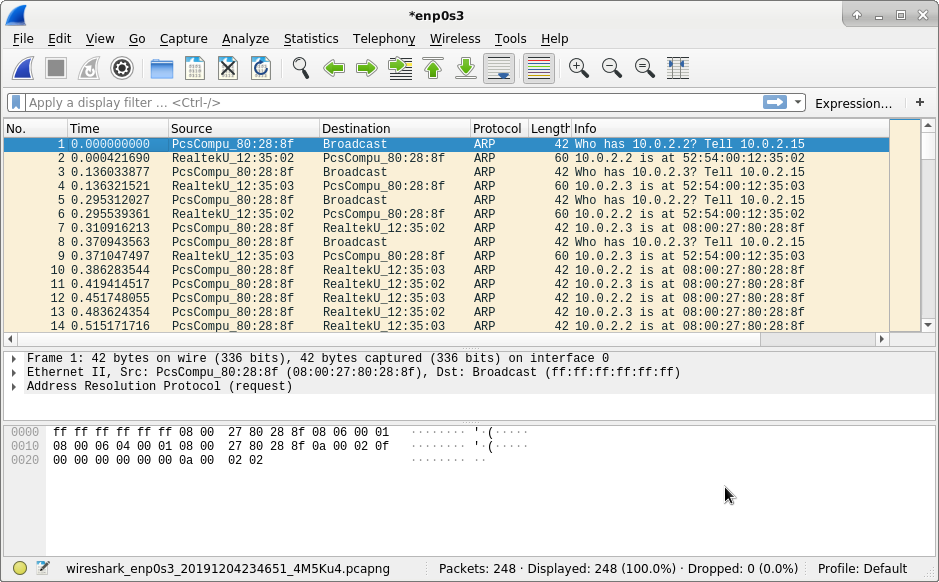 *enp0s3
File Edit View Go Capture Analyze Statistics Telephony Wireless Tools Help
Apply a display filter ... <Ctrl-/> Expression... +
No. Time Source Destination Protocol Length Info
1 0.000000000 PcsCompu_80:28:8f Broadcast ARP 42 Who has 10.0.2.2? Tell 10.0.2.15
2 0.000421690 RealtekU_12:35:02 PcsCompu_80:28:8f ARP 60 10.0.2.2 is at 52:54:00:12:35:02
3 0.136033877 PcsCompu_80:28:8f Broadcast ARP 42 Who has 10.0.2.3? Tell 10.0.2.15
4 0.136321521 RealtekU_12:35:03 PcsCompu_80:28:8f ARP 60 10.0.2.3 is at 52:54:00:12:35:03
5 0.295312027 PcsCompu_80:28:8f Broadcast ARP 42 Who has 10.0.2.2? Tell 10.0.2.15
6 0.295539361 RealtekU_12:35:02 PcsCompu_80:28:8f ARP 60 10.0.2.2 is at 52:54:00:12:35:02
7 0.310916213 PcsCompu_80:28:8f RealtekU_12:35:02 ARP 42 10.0.2.3 is at 08:00:27:80:28:8f
8 0.370943563 PcsCompu_80:28:8f Broadcast ARP 42 Who has 10.0.2.3? Tell 10.0.2.15
9 0.371047497 RealtekU_12:35:03 PcsCompu_80:28:8f ARP 60 10.0.2.3 is at 52:54:00:12:35:03
10 0.386283544 PcsCompu_80:28:8f RealtekU_12:35:03 ARP 42 10.0.2.2 is at 08:00:27:80:28:8f
11 0.419414517 PcsCompu_80:28:8f RealtekU_12:35:02 ARP 42 10.0.2.3 is at 08:00:27:80:28:8f
12 0.451748055 PcsCompu_80:28:8f RealtekU_12:35:03 ARP 42 10.0.2.2 is at 08:00:27:80:28:8f
13 0.483624354 PcsCompu_80:28:8f RealtekU_12:35:02 ARP 42 10.0.2.3 is at 08:00:27:80:28:8f
14 0.515171716 PcsCompu_80:28:8f RealtekU_12:35:03 ARP 42 10.0.2.2 is at 08:00:27:80:28:8f
Frame 1: 42 bytes on wire (336 bits), 42 bytes captured (336 bits) on interface 0
Ethernet II, Src: PcsCompu_80:28:8f (08:00:27:80:28:8f), Dst: Broadcast (ff:ff:ff:ff:ff:ff)
Address Resolution Protocol (request)
0000 ff ff ff ff ff ff 08 00 27 80 28 8f 08 06 00 01 ········ '·(·····
0010 08 00 06 04 00 01 08 00 27 80 28 8f 0a 00 02 0f ········ '·(·····
0020 00 00 00 00 00 00 0a 00 02 02 ········ ··
wireshark_enp0s3_20191204234651_4M5Ku4.pcapng Packets: 248 · Displayed: 248 (100.0%) · Dropped: 0 (0.0%) Profile: Default